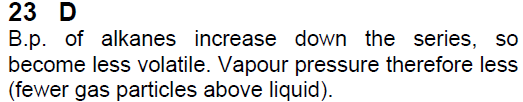 23 D
B.p. of alkanes increase down the series, so
become less volatile. Vapour pressure therefore less
(fewer gas particles above liquid).